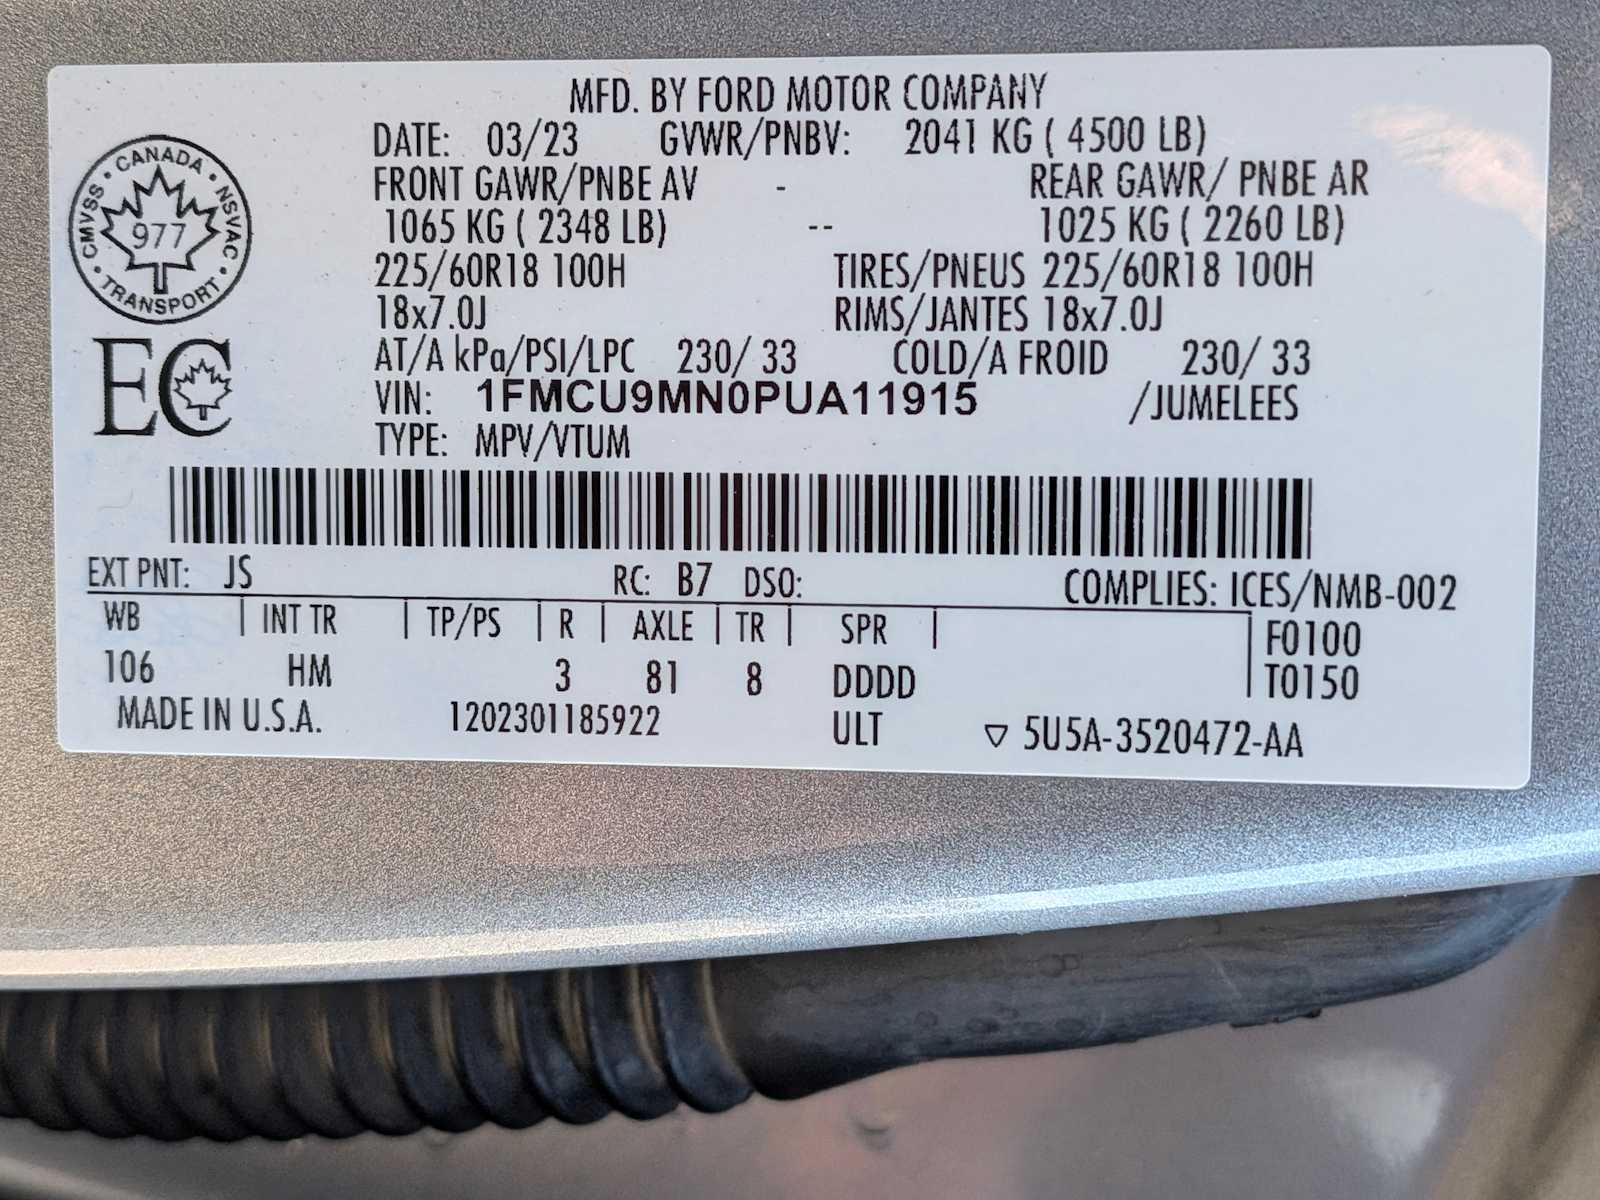 MFD. BY FORD MOTOR COMPANY
DATE: 03/23 GVWR/PNBV: 2041 KG ( 4500 LB)
FRONT GAWR/PNBE AV - REAR GAWR/ PNBE AR
1065 KG ( 2348 LB) -- 1025 KG ( 2260 LB)
225/60R18 100H TIRES/PNEUS 225/60R18 100H
18x7.0J RIMS/JANTES 18x7.0J
AT/A kPa/PSI/LPC 230/ 33 COLD/A FROID 230/ 33
VIN: 1FMCU9MN0PUA11915 /JUMELEES
TYPE: MPV/VTUM
CANADA • NSVAC • TRANSPORT • CMVSS •
977
EC
EXT PNT: JS RC: B7 DSO: COMPLIES: ICES/NMB-002
WB | INT TR | TP/PS | R | AXLE | TR | SPR | F0100
106 HM 3 81 8 DDDD T0150
MADE IN U.S.A. 1202301185922 ULT ▽ 5U5A-3520472-AA